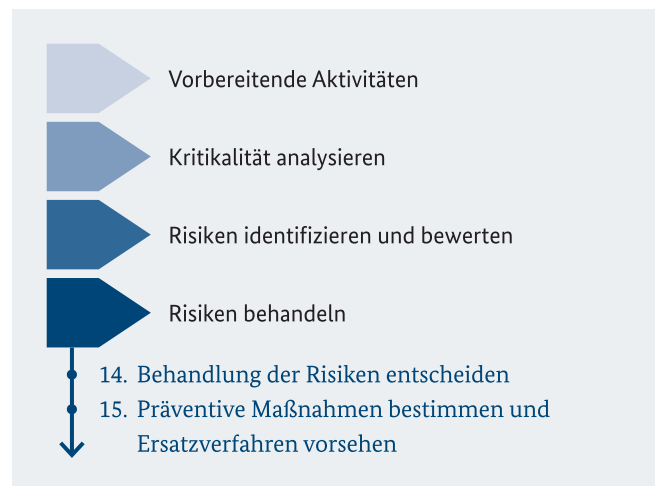 Vorbereitende Aktivitäten
Kritikalität analysieren
Risiken identifizieren und bewerten
Risiken behandeln
14. Behandlung der Risiken entscheiden
15. Präventive Maßnahmen bestimmen und
Ersatzverfahren vorsehen